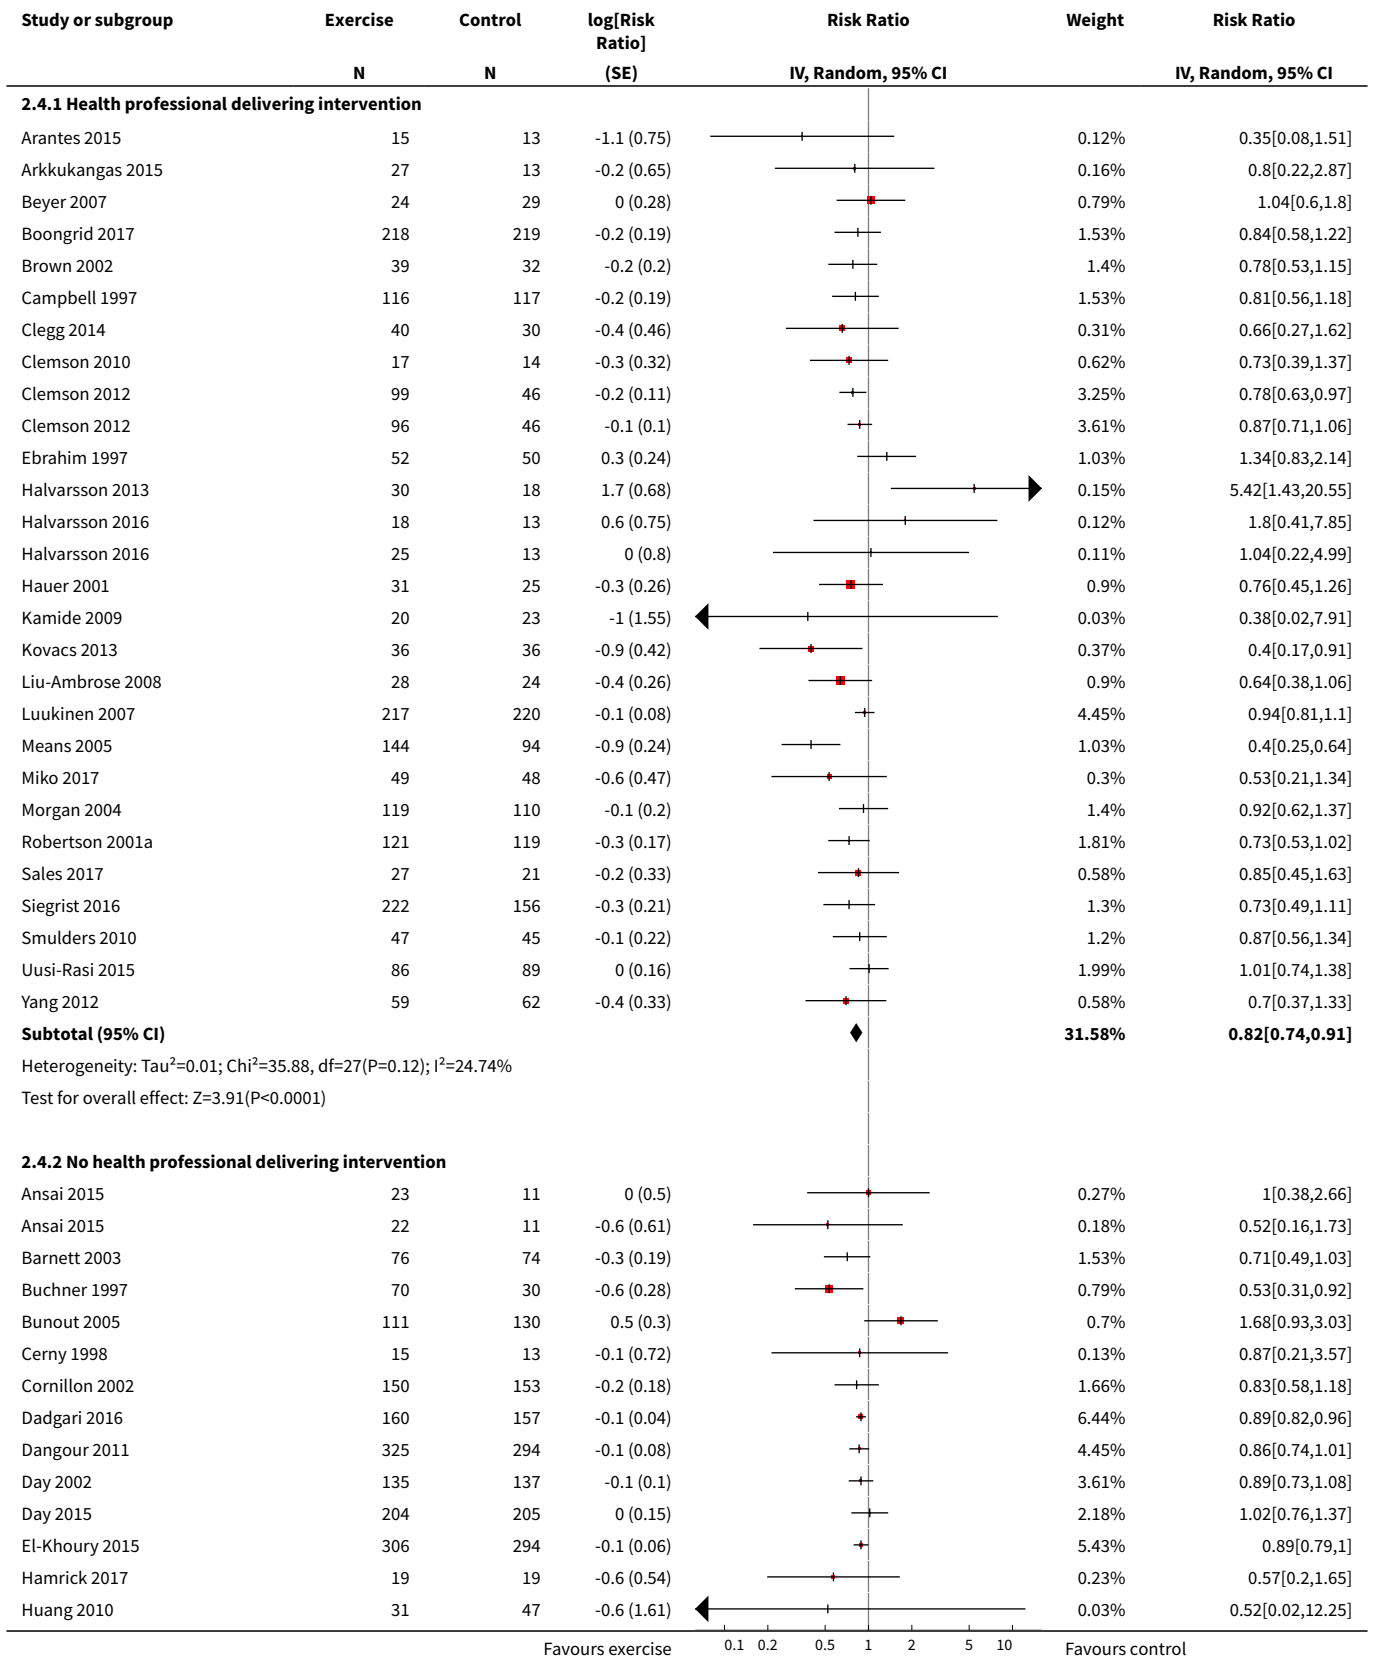 Study or subgroup Exercise Control log[Risk Ratio] Risk Ratio Weight Risk Ratio
N N (SE) IV, Random, 95% CI IV, Random, 95% CI
2.4.1 Health professional delivering intervention
Arantes 2015 15 13 -1.1 (0.75) 0.12% 0.35[0.08,1.51]
Arkkukangas 2015 27 13 -0.2 (0.65) 0.16% 0.8[0.22,2.87]
Beyer 2007 24 29 0 (0.28) 0.79% 1.04[0.6,1.8]
Boongrid 2017 218 219 -0.2 (0.19) 1.53% 0.84[0.58,1.22]
Brown 2002 39 32 -0.2 (0.2) 1.4% 0.78[0.53,1.15]
Campbell 1997 116 117 -0.2 (0.19) 1.53% 0.81[0.56,1.18]
Clegg 2014 40 30 -0.4 (0.46) 0.31% 0.66[0.27,1.62]
Clemson 2010 17 14 -0.3 (0.32) 0.62% 0.73[0.39,1.37]
Clemson 2012 99 46 -0.2 (0.11) 3.25% 0.78[0.63,0.97]
Clemson 2012 96 46 -0.1 (0.1) 3.61% 0.87[0.71,1.06]
Ebrahim 1997 52 50 0.3 (0.24) 1.03% 1.34[0.83,2.14]
Halvarsson 2013 30 18 1.7 (0.68) 0.15% 5.42[1.43,20.55]
Halvarsson 2016 18 13 0.6 (0.75) 0.12% 1.8[0.41,7.85]
Halvarsson 2016 25 13 0 (0.8) 0.11% 1.04[0.22,4.99]
Hauer 2001 31 25 -0.3 (0.26) 0.9% 0.76[0.45,1.26]
Kamide 2009 20 23 -1 (1.55) 0.03% 0.38[0.02,7.91]
Kovacs 2013 36 36 -0.9 (0.42) 0.37% 0.4[0.17,0.91]
Liu-Ambrose 2008 28 24 -0.4 (0.26) 0.9% 0.64[0.38,1.06]
Luukinen 2007 217 220 -0.1 (0.08) 4.45% 0.94[0.81,1.1]
Means 2005 144 94 -0.9 (0.24) 1.03% 0.4[0.25,0.64]
Miko 2017 49 48 -0.6 (0.47) 0.3% 0.53[0.21,1.34]
Morgan 2004 119 110 -0.1 (0.2) 1.4% 0.92[0.62,1.37]
Robertson 2001a 121 119 -0.3 (0.17) 1.81% 0.73[0.53,1.02]
Sales 2017 27 21 -0.2 (0.33) 0.58% 0.85[0.45,1.63]
Siegrist 2016 222 156 -0.3 (0.21) 1.3% 0.73[0.49,1.11]
Smulders 2010 47 45 -0.1 (0.22) 1.2% 0.87[0.56,1.34]
Uusi-Rasi 2015 86 89 0 (0.16) 1.99% 1.01[0.74,1.38]
Yang 2012 59 62 -0.4 (0.33) 0.58% 0.7[0.37,1.33]
Subtotal (95% CI) 31.58% 0.82[0.74,0.91]
Heterogeneity: Tau²=0.01; Chi²=35.88, df=27(P=0.12); I²=24.74%
Test for overall effect: Z=3.91(P<0.0001)
2.4.2 No health professional delivering intervention
Ansai 2015 23 11 0 (0.5) 0.27% 1[0.38,2.66]
Ansai 2015 22 11 -0.6 (0.61) 0.18% 0.52[0.16,1.73]
Barnett 2003 76 74 -0.3 (0.19) 1.53% 0.71[0.49,1.03]
Buchner 1997 70 30 -0.6 (0.28) 0.79% 0.53[0.31,0.92]
Bunout 2005 111 130 0.5 (0.3) 0.7% 1.68[0.93,3.03]
Cerny 1998 15 13 -0.1 (0.72) 0.13% 0.87[0.21,3.57]
Cornillon 2002 150 153 -0.2 (0.18) 1.66% 0.83[0.58,1.18]
Dadgari 2016 160 157 -0.1 (0.04) 6.44% 0.89[0.82,0.96]
Dangour 2011 325 294 -0.1 (0.08) 4.45% 0.86[0.74,1.01]
Day 2002 135 137 -0.1 (0.1) 3.61% 0.89[0.73,1.08]
Day 2015 204 205 0 (0.15) 2.18% 1.02[0.76,1.37]
El-Khoury 2015 306 294 -0.1 (0.06) 5.43% 0.89[0.79,1]
Hamrick 2017 19 19 -0.6 (0.54) 0.23% 0.57[0.2,1.65]
Huang 2010 31 47 -0.6 (1.61) 0.03% 0.52[0.02,12.25]
Favours exercise 0.1 0.2 0.5 1 2 5 10 Favours control